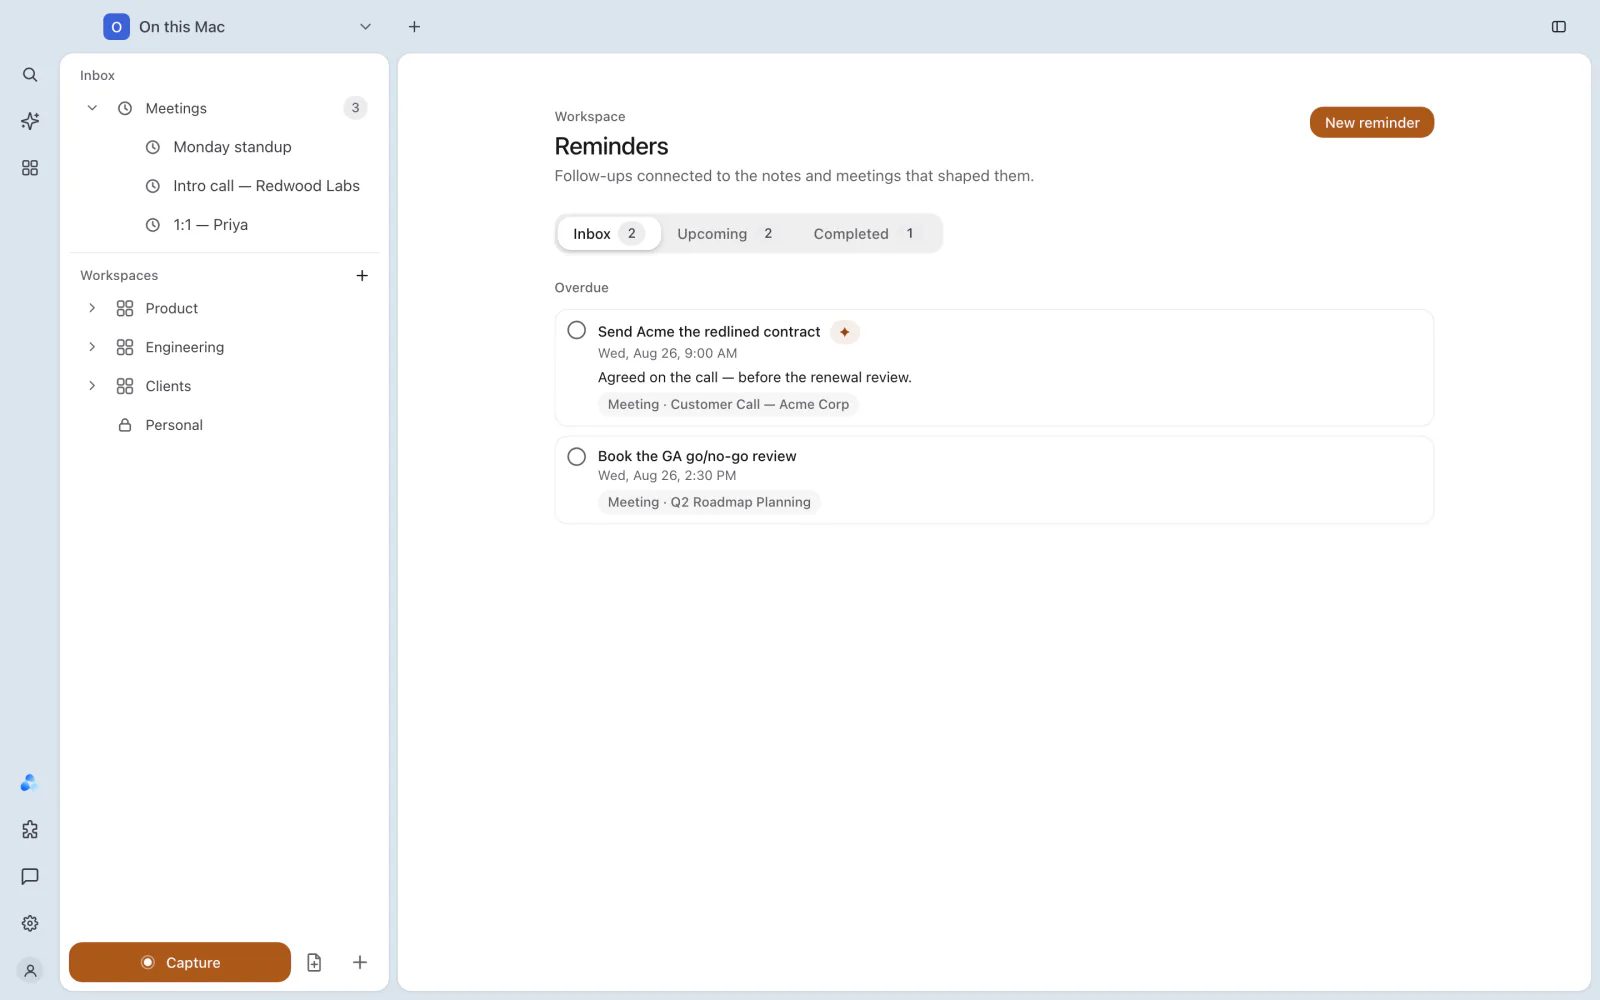 O On this Mac
Inbox
Meetings 3
Monday standup
Intro call — Redwood Labs
1:1 — Priya
Workspaces
Product
Engineering
Clients
Personal
Capture
Workspace
Reminders
Follow-ups connected to the notes and meetings that shaped them.
New reminder
Inbox 2 Upcoming 2 Completed 1
Overdue
Send Acme the redlined contract
Wed, Aug 26, 9:00 AM
Agreed on the call — before the renewal review.
Meeting · Customer Call — Acme Corp
Book the GA go/no-go review
Wed, Aug 26, 2:30 PM
Meeting · Q2 Roadmap Planning